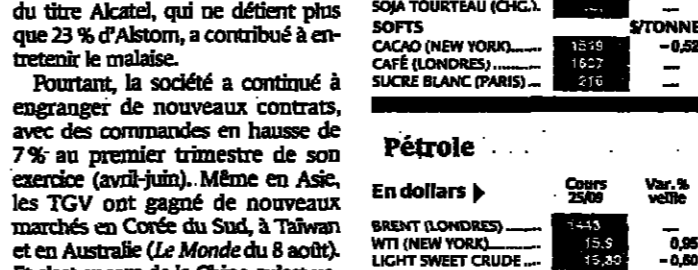 du titre Alcatel, qui ne détient plus
que 23 % d'Alstom, a contribué à en-
tretenir le malaise.
Pourtant, la société a continué à
engranger de nouveaux contrats,
avec des commandes en hausse de
7 % au premier trimestre de son
exercice (avril-juin). Même en Asie,
les TGV ont gagné de nouveaux
marchés en Corée du Sud, à Taïwan
et en Australie (Le Monde du 8 août).
SOJA TOURTEAU (CHG.). —
SOFTS $/TONNE
CACAO (NEW YORK)....... 1519 – 0,52
CAFÉ (LONDRES) .......... 1627 —
SUCRE BLANC (PARIS) ... 216 —
Pétrole
En dollars Cours 25/09 Var. % veille
BRENT (LONDRES) ....... —
WTI (NEW YORK).......... 15.9 0,95
LIGHT SWEET CRUDE .... – 0,69